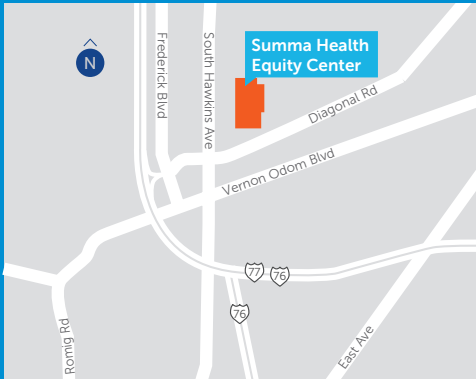 N
Frederick Blvd
South Hawkins Ave
Summa Health
Equity Center
Diagonal Rd
Vernon Odom Blvd
77
76
76
Romig Rd
East Ave